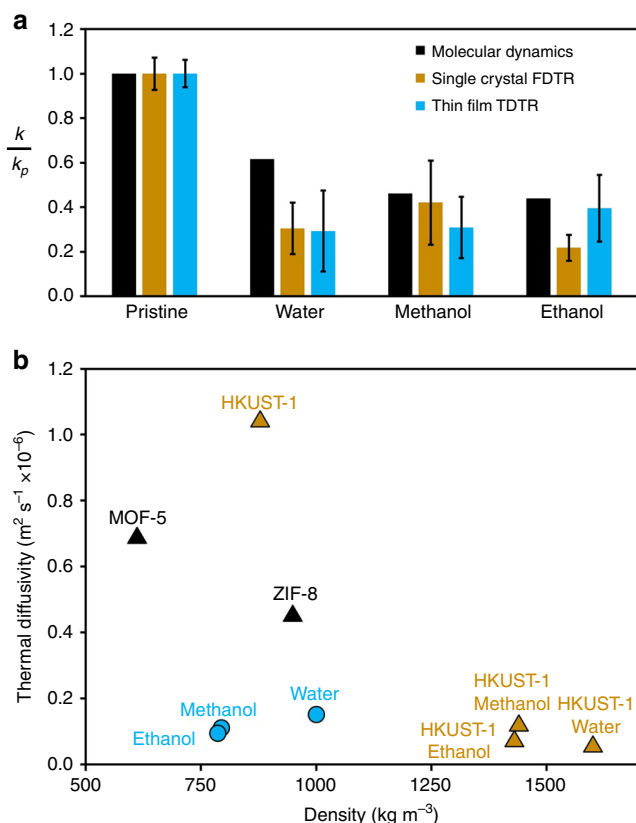 a
1.2
1.0
0.8
0.6
0.4
0.2
0.0
k
kp
Molecular dynamics
Single crystal FDTR
Thin film TDTR
Pristine
Water
Methanol
Ethanol
b
1.2
1.0
0.8
0.6
0.4
0.2
0.0
Thermal diffusivity (m² s⁻¹ ×10⁻⁶)
HKUST-1
MOF-5
ZIF-8
Methanol
Ethanol
Water
HKUST-1
Methanol
HKUST-1
Ethanol
HKUST-1
Water
500
750
1000
1250
1500
Density (kg m⁻³)